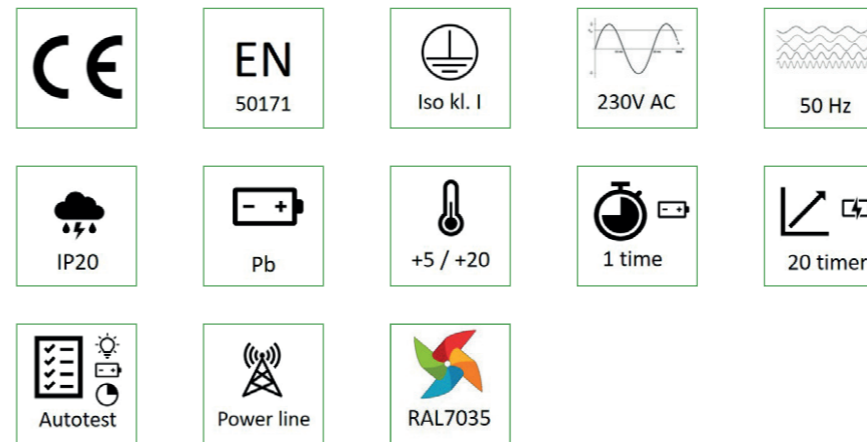 CE
EN
50171
Iso kl. I
230V AC
50 Hz
IP20
Pb
+5 / +20
1 time
20 timer
Autotest
Power line
RAL7035